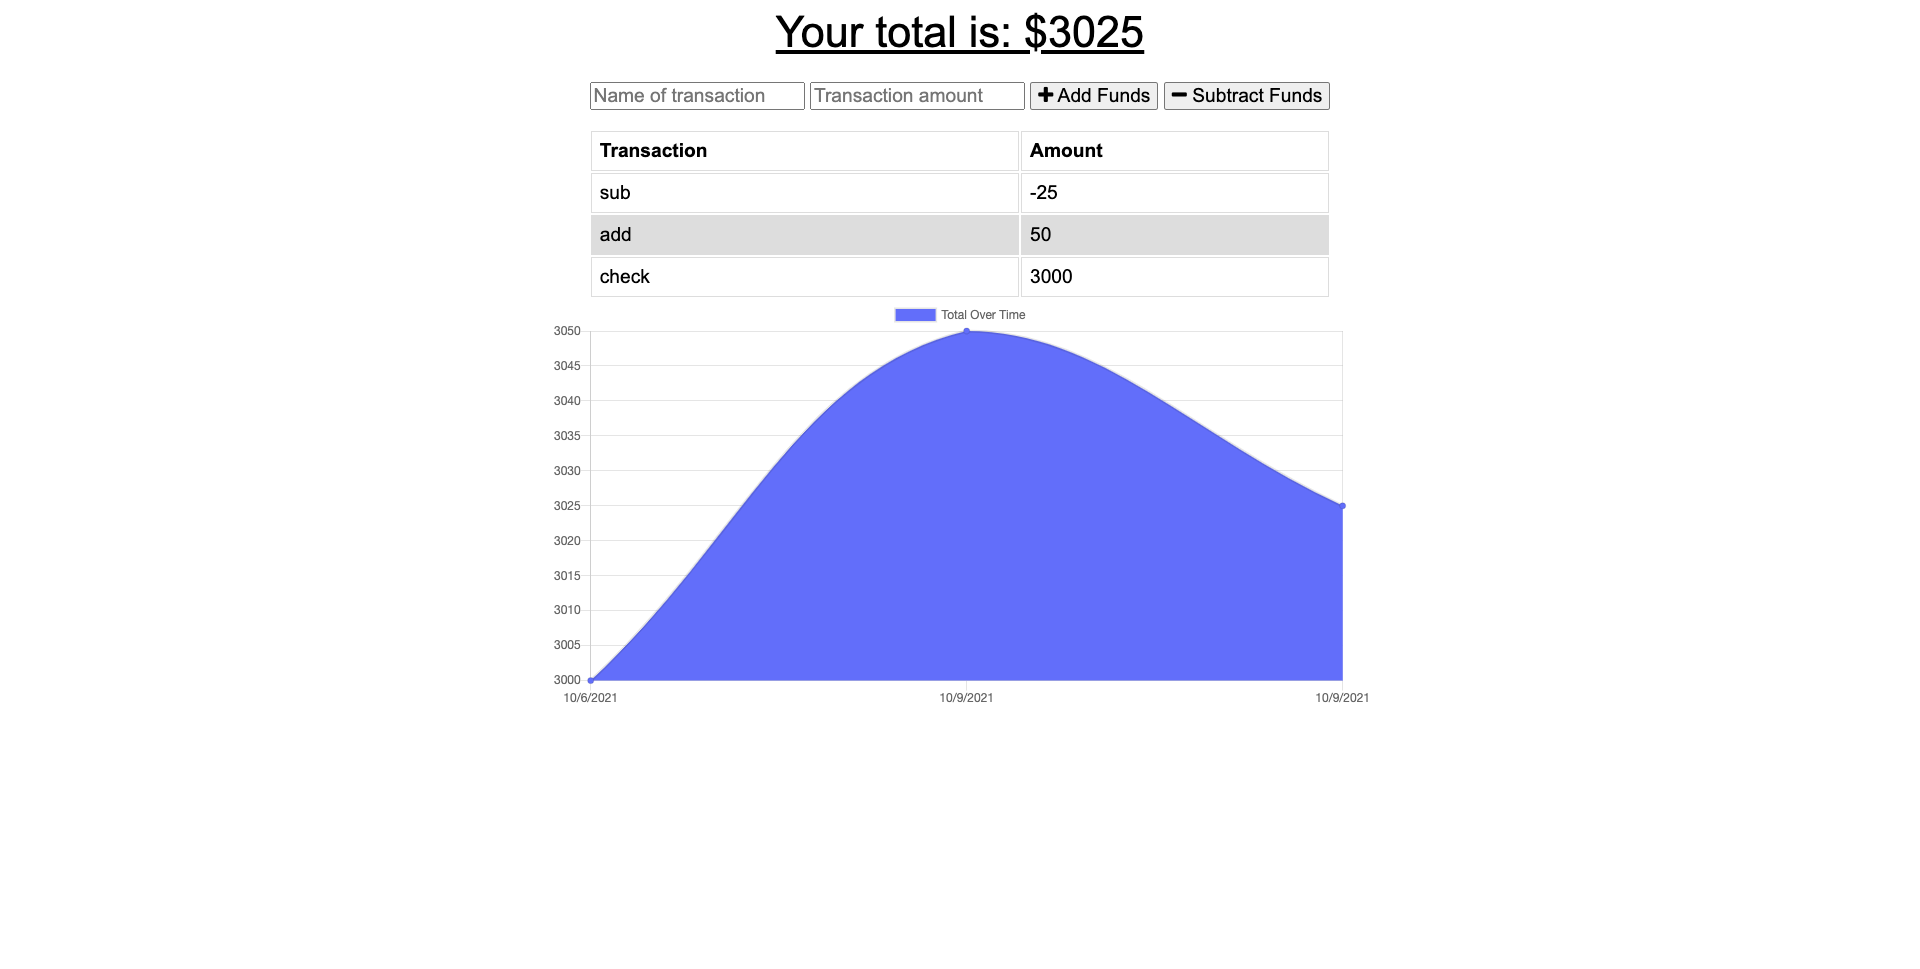 Your total is: $3025
Name of transaction Transaction amount Add Funds Subtract Funds
Transaction Amount
sub -25
add 50
check 3000
Total Over Time
3050
3045
3040
3035
3030
3025
3020
3015
3010
3005
3000
10/6/2021 10/9/2021 10/9/2021